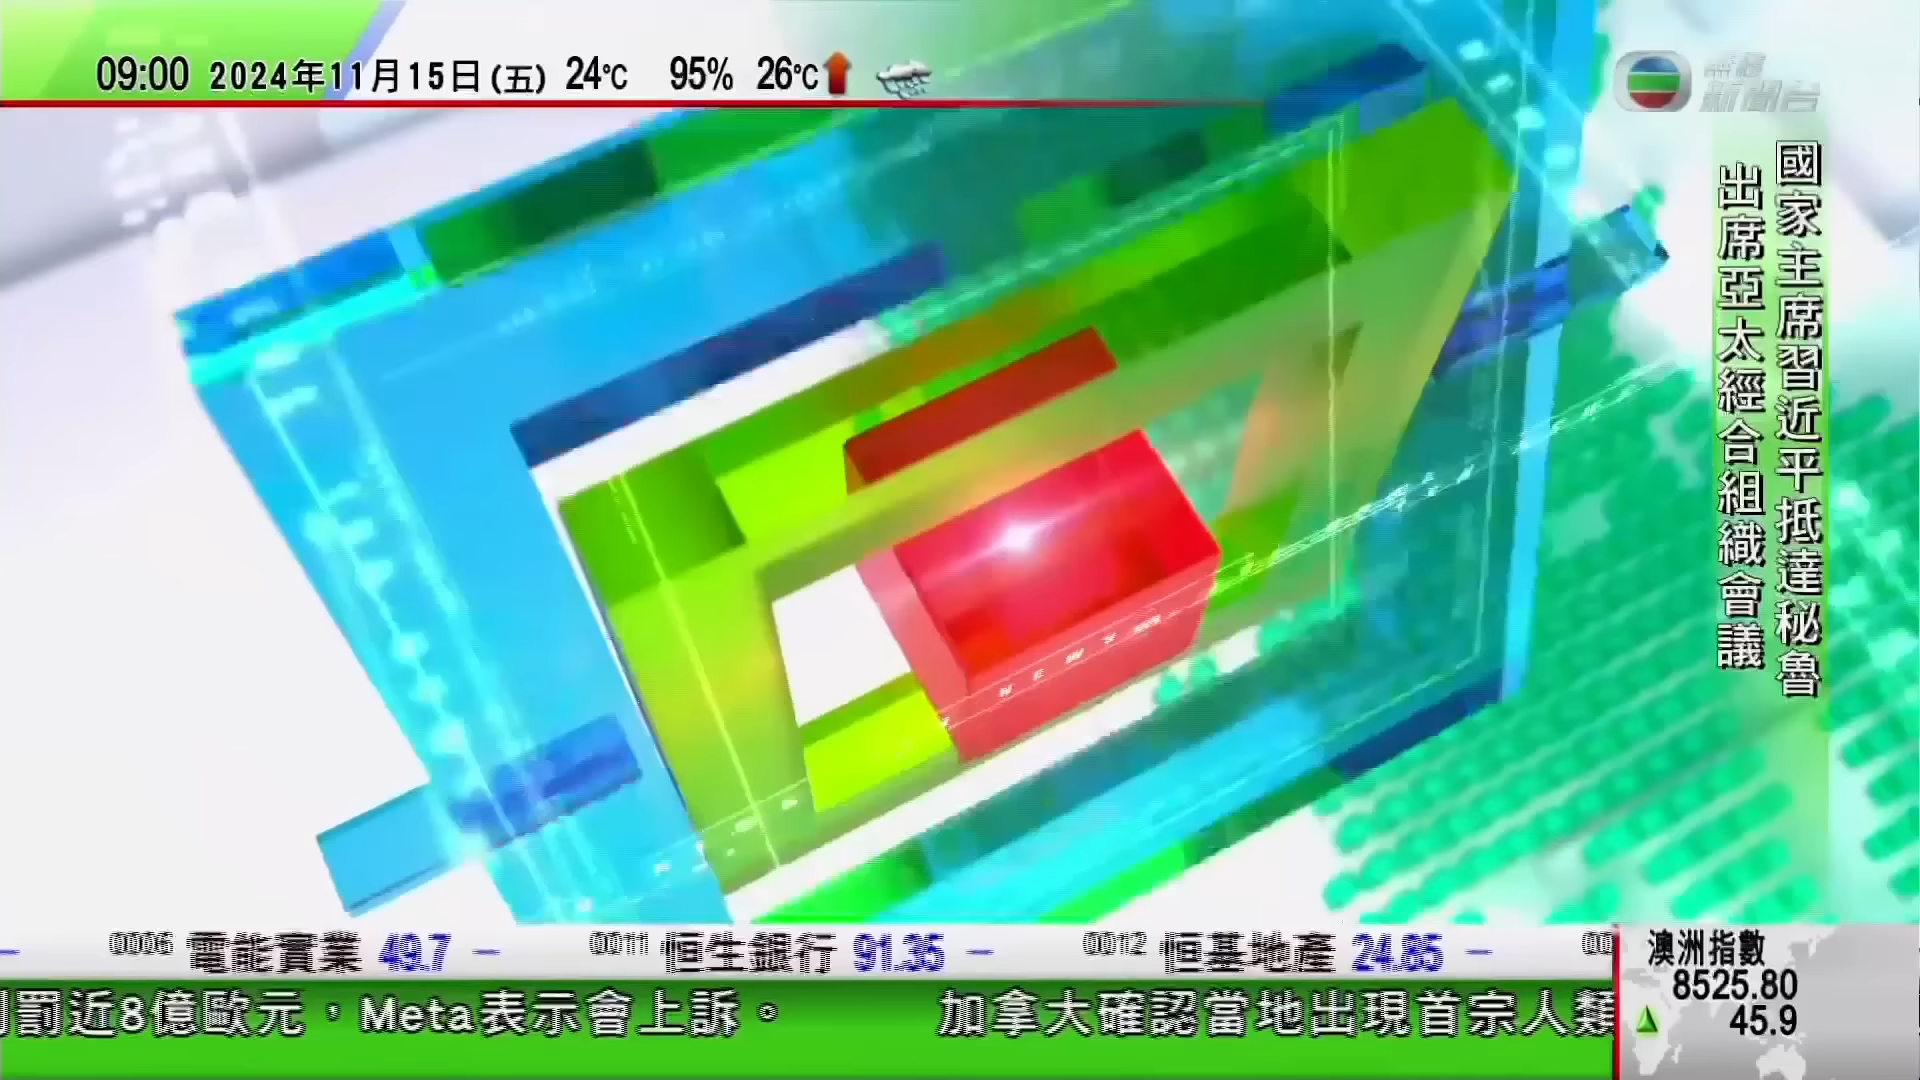 09:00 2024年11月15日(五) 24℃ 95% 26℃
無綫新聞台
國家主席習近平抵達秘魯
出席亞太經合組織會議
NEWS
0006 電能實業 49.7 –
0011 恒生銀行 91.35 –
0012 恒基地產 24.85 –
00
罰近8億歐元，Meta表示會上訴。
加拿大確認當地出現首宗人類
澳洲指數
8525.80
45.9